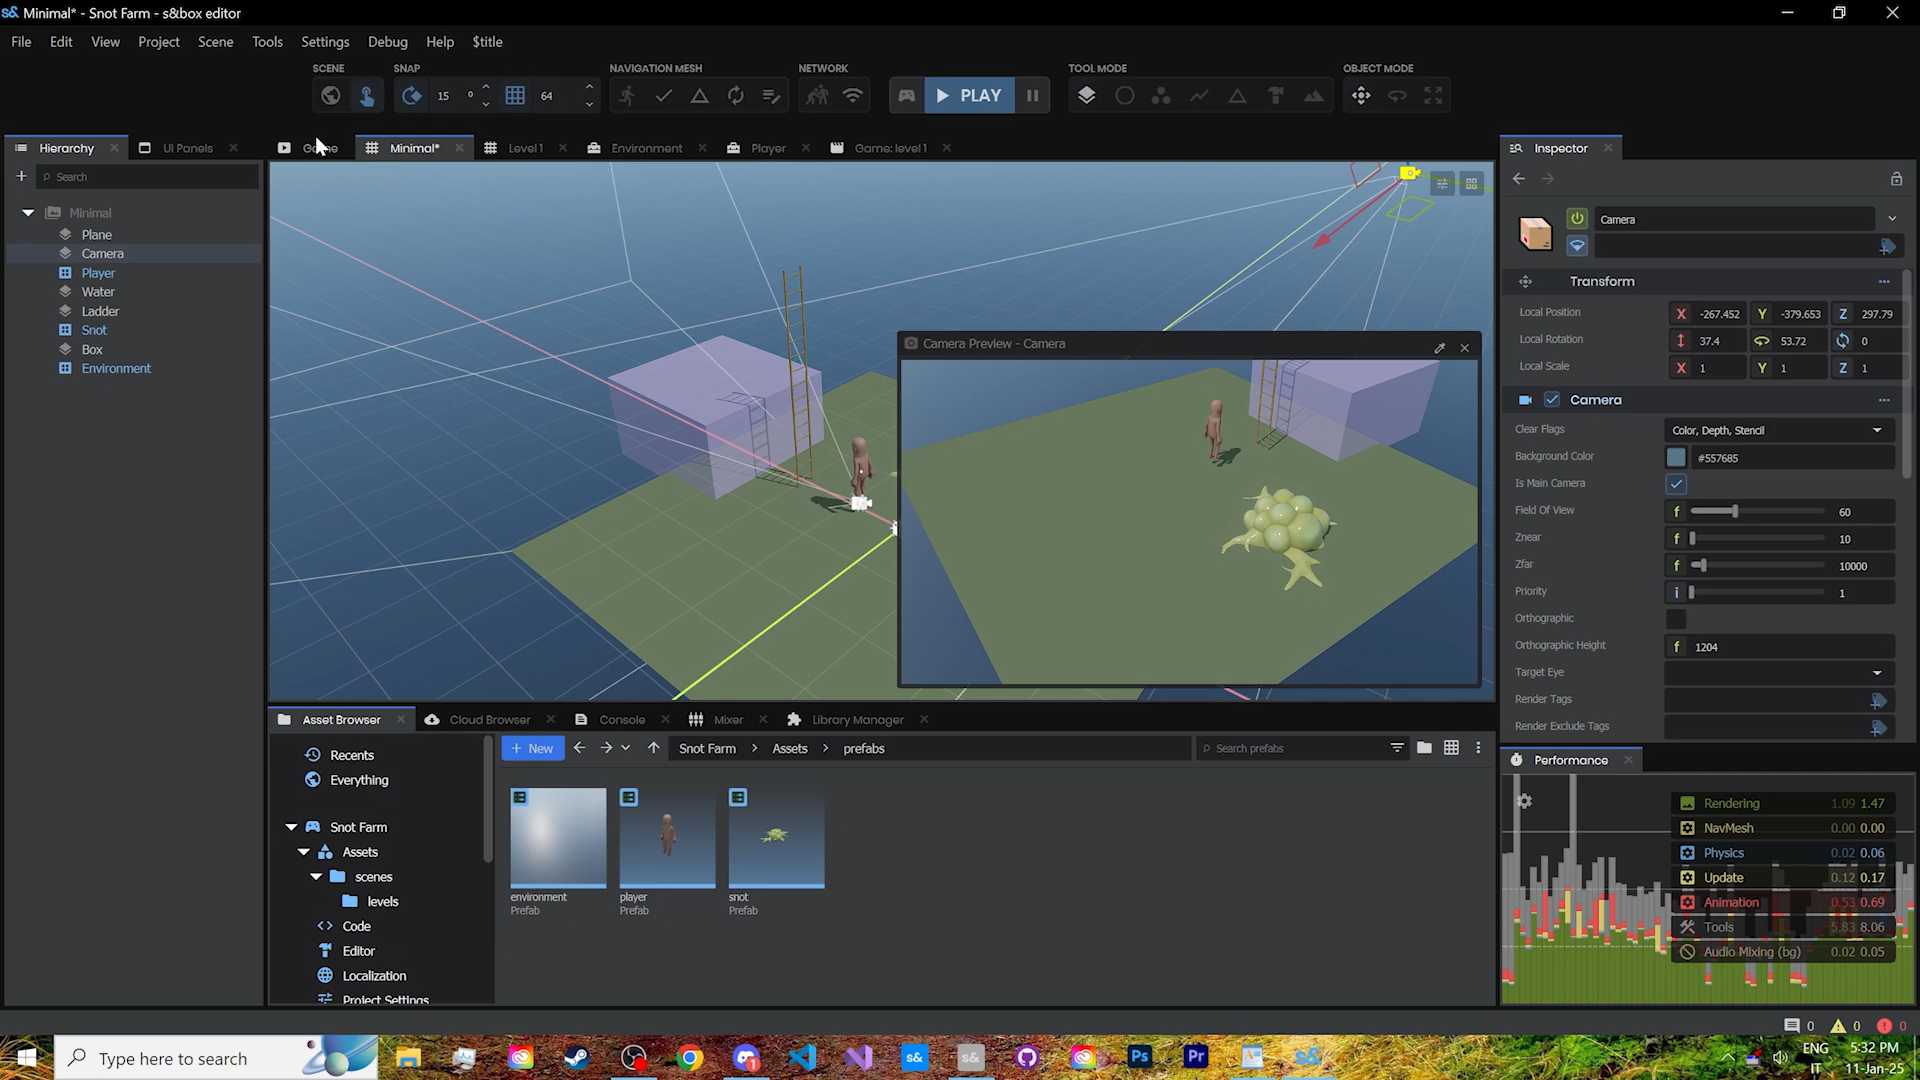 Minimal* - Snot Farm - s&box editor
File Edit View Project Scene Tools Settings Debug Help $title
SCENE SNAP NAVIGATION MESH NETWORK TOOL MODE OBJECT MODE
15 ° 64 PLAY
Hierarchy UI Panels Minimal* Level 1 Environment Player Game: level 1 Inspector
Search
Minimal
Plane
Camera
Player
Water
Ladder
Snot
Box
Environment
Camera Preview - Camera
Camera
Transform
Local Position X -267.452 Y -379.653 Z 297.79
Local Rotation 37.4 53.72 0
Local Scale X 1 Y 1 Z 1
Camera
Clear Flags Color, Depth, Stencil
Background Color #557685
Is Main Camera
Field Of View f 60
Znear f 10
Zfar f 10000
Priority i 1
Orthographic
Orthographic Height f 1204
Target Eye
Render Tags
Render Exclude Tags
Asset Browser Cloud Browser Console Mixer Library Manager
Recents
Everything
Snot Farm
Assets
scenes
levels
Code
Editor
Localization
Project Settings
+ New Snot Farm Assets prefabs Search prefabs
environment
Prefab
player
Prefab
snot
Prefab
Performance
Rendering 1.09 1.47
NavMesh 0.00 0.00
Physics 0.02 0.06
Update 0.12 0.17
Animation 0.53 0.69
Tools 5.83 8.06
Audio Mixing (bg) 0.02 0.05
0 0 0
Type here to search
s& s& Ps Pr s&
ENG
IT
5:32 PM
11-Jan-25